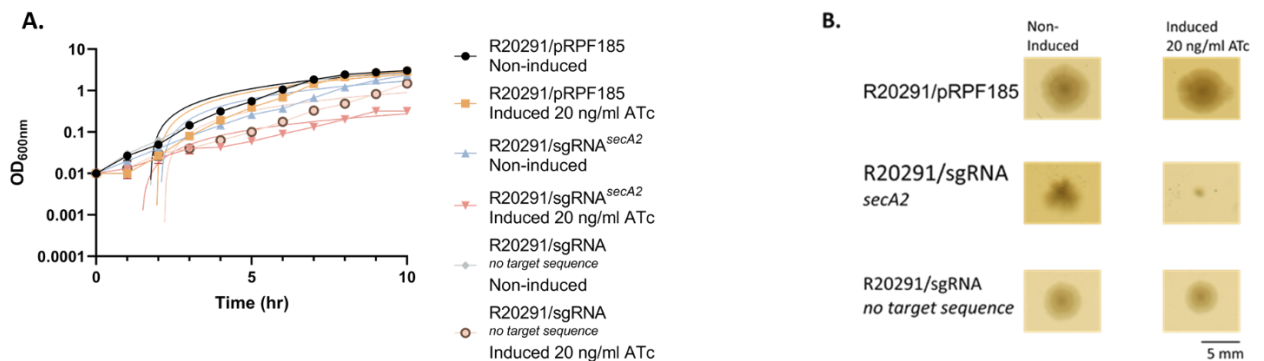 A.
10
1
0.1
0.01
0.001
0.0001
OD600nm
0
5
10
Time (hr)
R20291/pRPF185
Non-induced
R20291/pRPF185
Induced 20 ng/ml ATc
R20291/sgRNAsecA2
Non-induced
R20291/sgRNAsecA2
Induced 20 ng/ml ATc
R20291/sgRNA
no target sequence
Non-induced
R20291/sgRNA
no target sequence
Induced 20 ng/ml ATc
B.
Non-
Induced
Induced
20 ng/ml ATc
R20291/pRPF185
R20291/sgRNA
secA2
R20291/sgRNA
no target sequence
5 mm